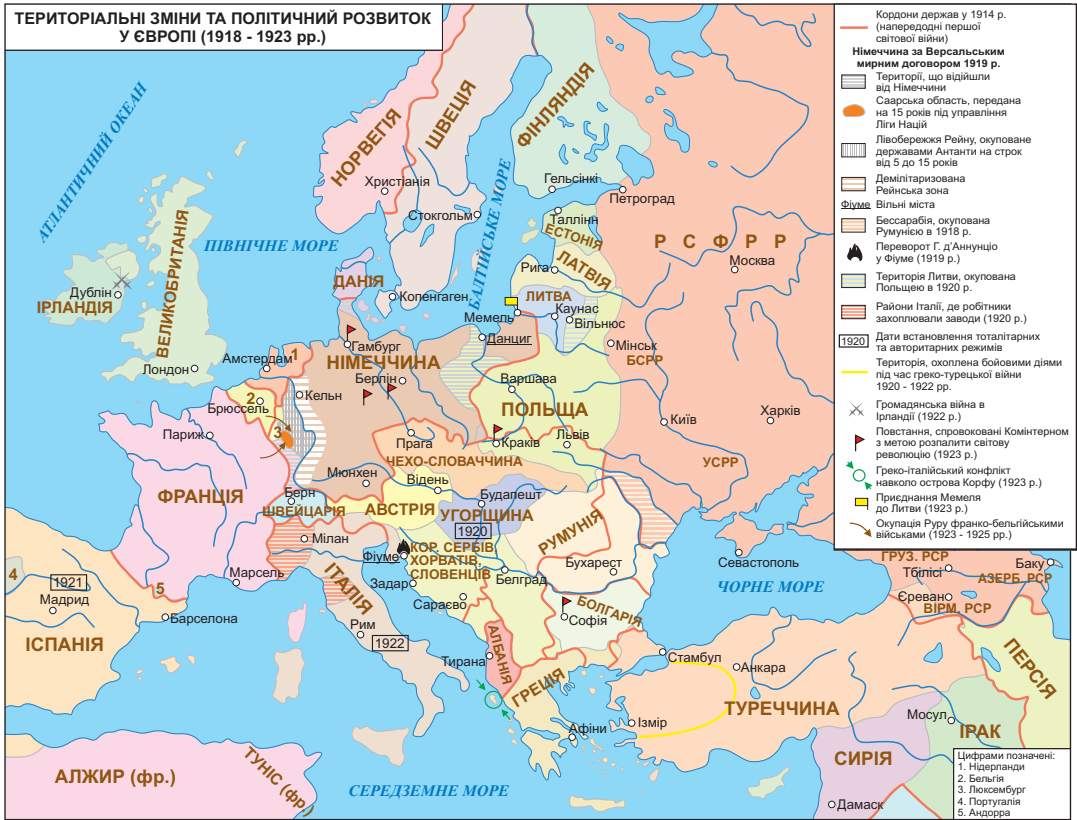 ТЕРИТОРІАЛЬНІ ЗМІНИ ТА ПОЛІТИЧНИЙ РОЗВИТОК
У ЄВРОПІ (1918 - 1923 рр.)
АТЛАНТИЧНИЙ ОКЕАН
ПІВНІЧНЕ МОРЕ
БАЛТІЙСЬКЕ МОРЕ
НОРВЕГІЯ
ШВЕЦІЯ
ФІНЛЯНДІЯ
Християнія
Стокгольм
Гельсінкі
Петроград
Таллінн
ЕСТОНІЯ
Р С Ф Р Р
Москва
Рига
ЛАТВІЯ
ВЕЛИКОБРИТАНІЯ
Дублін
ІРЛАНДІЯ
Лондон
ДАНІЯ
Копенгаген
ЛИТВА
Мемель
Каунас
Вільнюс
Данциг
Мінськ
БСРР
Гамбург
НІМЕЧЧИНА
Амстердам
1
Берлін
Варшава
ПОЛЬЩА
2
Брюссель
Кельн
3
Париж
Прага
Краків
Львів
Київ
Харків
УСРР
ЧЕХО-СЛОВАЧЧИНА
Мюнхен
Відень
ФРАНЦІЯ
Берн
ШВЕЙЦАРІЯ
АВСТРІЯ
Будапешт
УГОРЩИНА
1920
РУМУНІЯ
Мілан
Фіуме
КОР. СЕРБІВ,
ХОРВАТІВ,
СЛОВЕНЦІВ
Бухарест
Севастополь
ЧОРНЕ МОРЕ
Марсель
ІТАЛІЯ
Задар
Белград
Сараєво
БОЛГАРІЯ
Софія
4
1921
Мадрид
5
Барселона
ІСПАНІЯ
Рим
1922
Тирана
АЛБАНІЯ
ГРЕЦІЯ
Афіни
Стамбул
Анкара
Ізмір
ТУРЕЧЧИНА
ГРУЗ. РСР
Тбілісі
Баку
АЗЕРБ. РСР
Єреван
ВІРМ. РСР
ПЕРСІЯ
Мосул
ІРАК
СИРІЯ
Дамаск
АЛЖИР (фр.)
ТУНІС (фр.)
СЕРЕДЗЕМНЕ МОРЕ
Кордони держав у 1914 р.
(напередодні першої
світової війни)
Німеччина за Версальським
мирним договором 1919 р.
Території, що відійшли
від Німеччини
Саарська область, передана
на 15 років під управління
Ліги Націй
Лівобережжя Рейну, окуповане
державами Антанти на строк
від 5 до 15 років
Демілітаризована
Рейнська зона
Фіуме Вільні міста
Бессарабія, окупована
Румунією в 1918 р.
Переворот Г. д'Аннунціо
у Фіуме (1919 р.)
Територія Литви, окупована
Польщею в 1920 р.
Райони Італії, де робітники
захоплювали заводи (1920 р.)
1920 Дати встановлення тоталітарних
та авторитарних режимів
Територія, охоплена бойовими діями
під час греко-турецької війни
1920 - 1922 рр.
Громадянська війна в
Ірландії (1922 р.)
Повстання, спровоковані Комінтерном
з метою розпалити світову
революцію (1923 р.)
Греко-італійський конфлікт
навколо острова Корфу (1923 р.)
Приєднання Мемеля
до Литви (1923 р.)
Окупація Руру франко-бельгійськими
військами (1923 - 1925 рр.)
Цифрами позначені:
1. Нідерланди
2. Бельгія
3. Люксембург
4. Португалія
5. Андорра